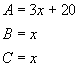 A = 3x + 20
B = x
C = x